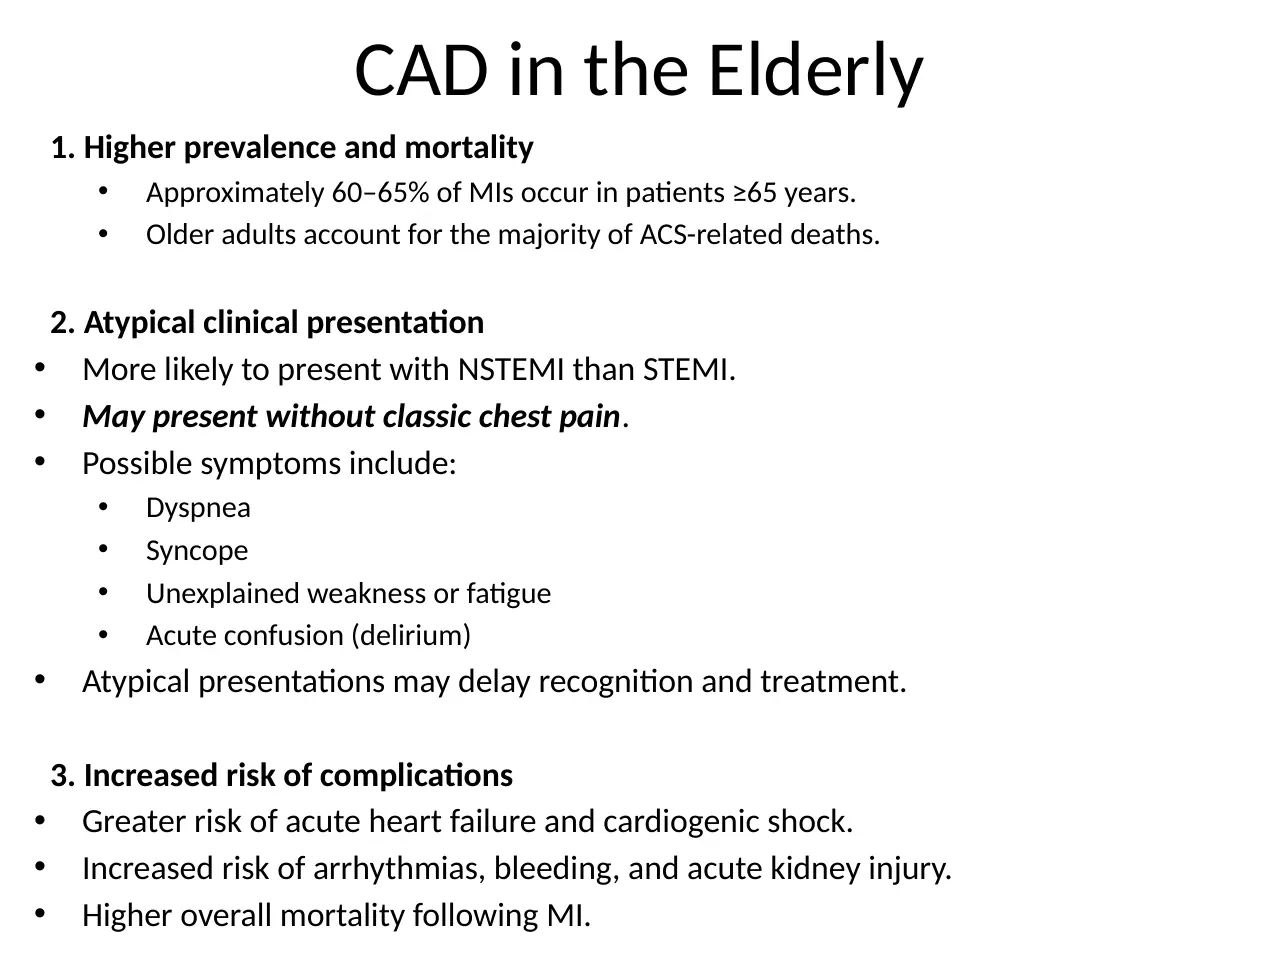 CAD in the Elderly
1. Higher prevalence and mortality
• Approximately 60–65% of MIs occur in patients ≥65 years.
• Older adults account for the majority of ACS-related deaths.
2. Atypical clinical presentation
• More likely to present with NSTEMI than STEMI.
• May present without classic chest pain.
• Possible symptoms include:
• Dyspnea
• Syncope
• Unexplained weakness or fatigue
• Acute confusion (delirium)
• Atypical presentations may delay recognition and treatment.
3. Increased risk of complications
• Greater risk of acute heart failure and cardiogenic shock.
• Increased risk of arrhythmias, bleeding, and acute kidney injury.
• Higher overall mortality following MI.